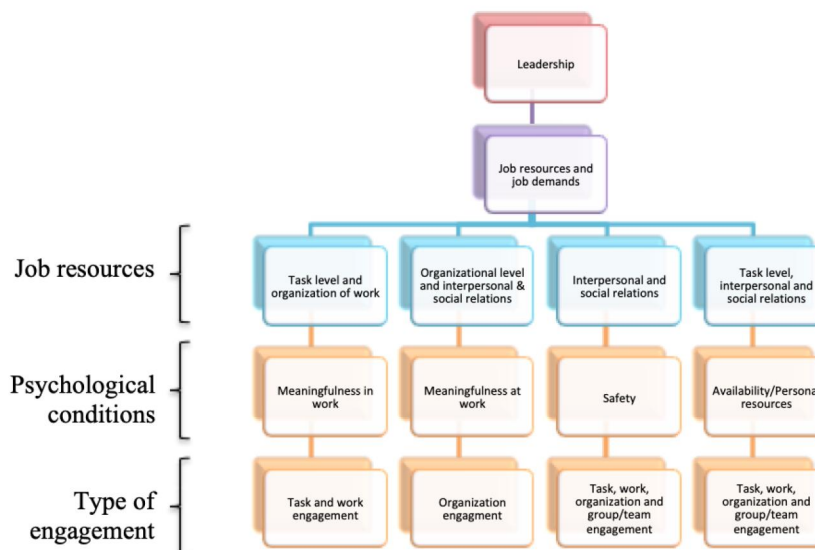 Leadership
Job resources and
job demands
Job resources
Task level and
organization of work
Organizational level
and interpersonal &
social relations
Interpersonal and
social relations
Task level,
interpersonal and
social relations
Psychological
conditions
Meaningfulness in
work
Meaningfulness at
work
Safety
Availability/Personal
resources
Type of
engagement
Task and work
engagement
Organization
engagment
Task, work,
organization and
group/team
engagement
Task, work,
organization and
group/team
engagement